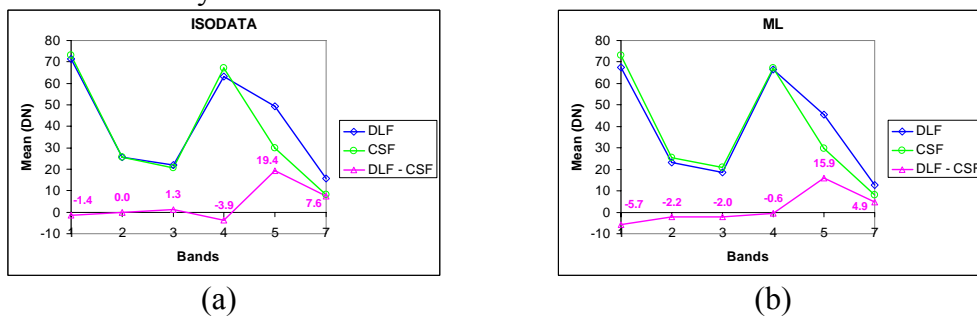 ISODATA
80
70
60
50
40
30
20
10
0
-10
Mean (DN)
-1.4
0.0
1.3
-3.9
19.4
7.6
1 2 3 4 5 7
Bands
DLF
CSF
DLF - CSF
(a)
ML
80
70
60
50
40
30
20
10
0
-10
Mean (DN)
-5.7
-2.2
-2.0
-0.6
15.9
4.9
1 2 3 4 5 7
Bands
DLF
CSF
DLF - CSF
(b)